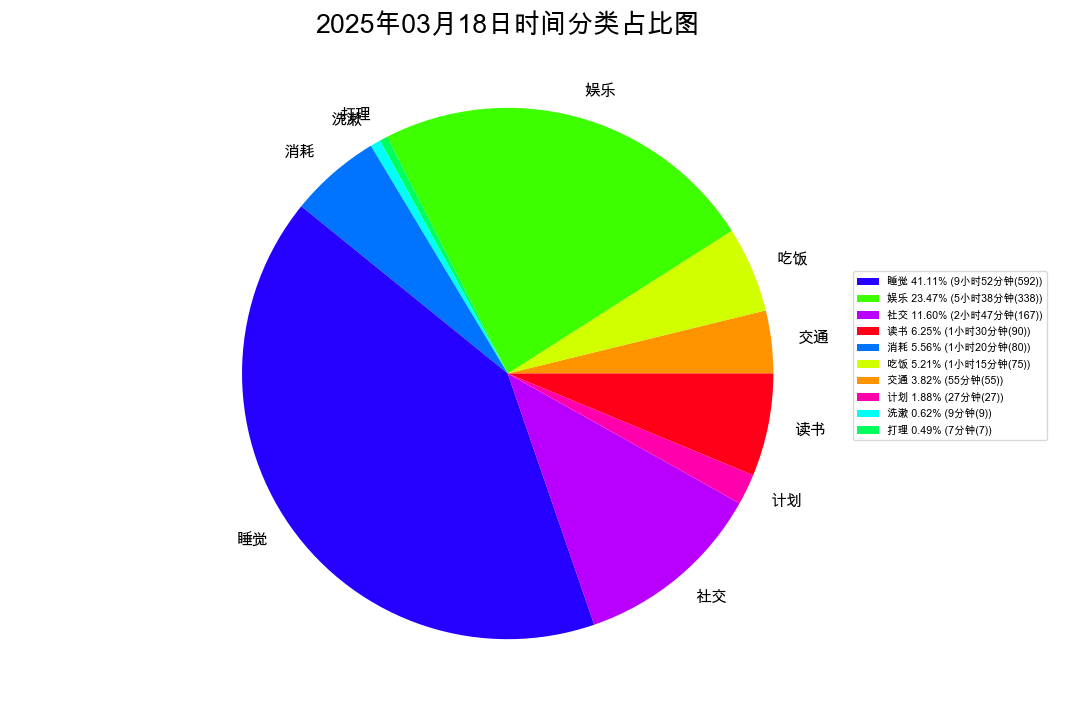 2025年03月18日时间分类占比图
娱乐
打理
洗漱
消耗
吃饭
交通
读书
计划
睡觉
社交
睡觉 41.11% (9小时52分钟(592))
娱乐 23.47% (5小时38分钟(338))
社交 11.60% (2小时47分钟(167))
读书 6.25% (1小时30分钟(90))
消耗 5.56% (1小时20分钟(80))
吃饭 5.21% (1小时15分钟(75))
交通 3.82% (55分钟(55))
计划 1.88% (27分钟(27))
洗漱 0.62% (9分钟(9))
打理 0.49% (7分钟(7))